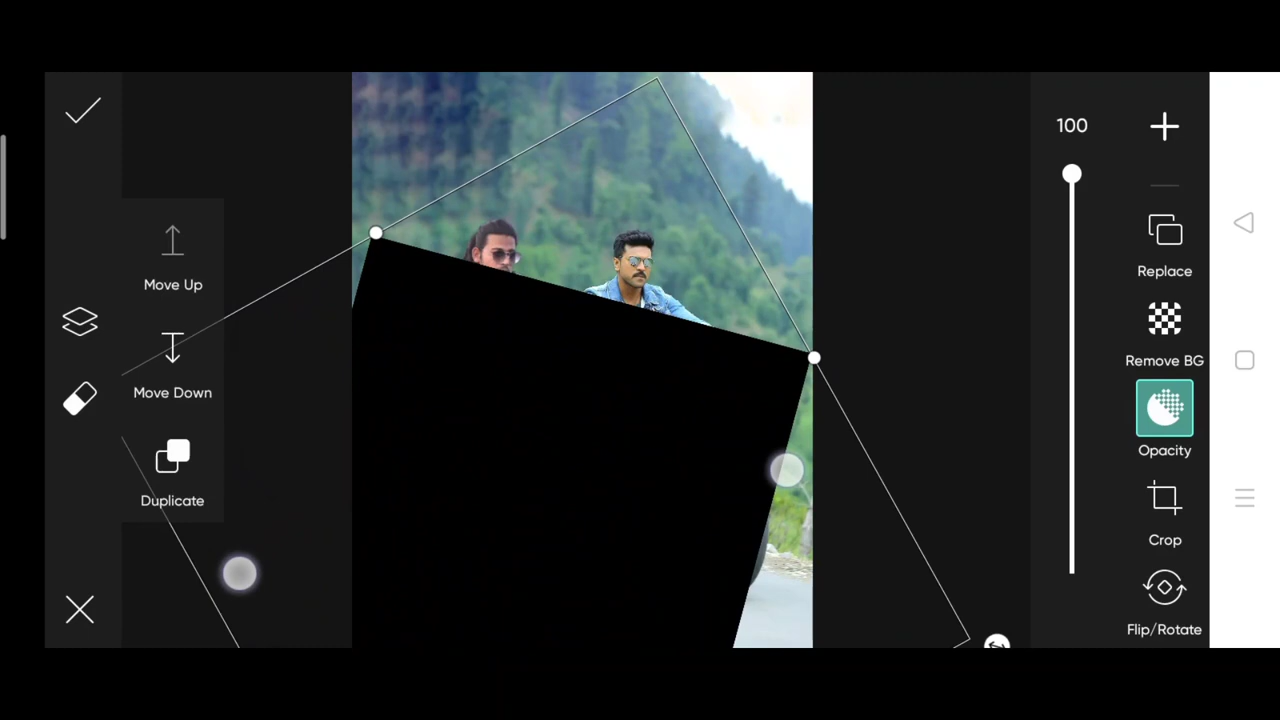 Move Up
Move Down
Duplicate
100
Replace
Remove BG
Opacity
Crop
Flip/Rotate